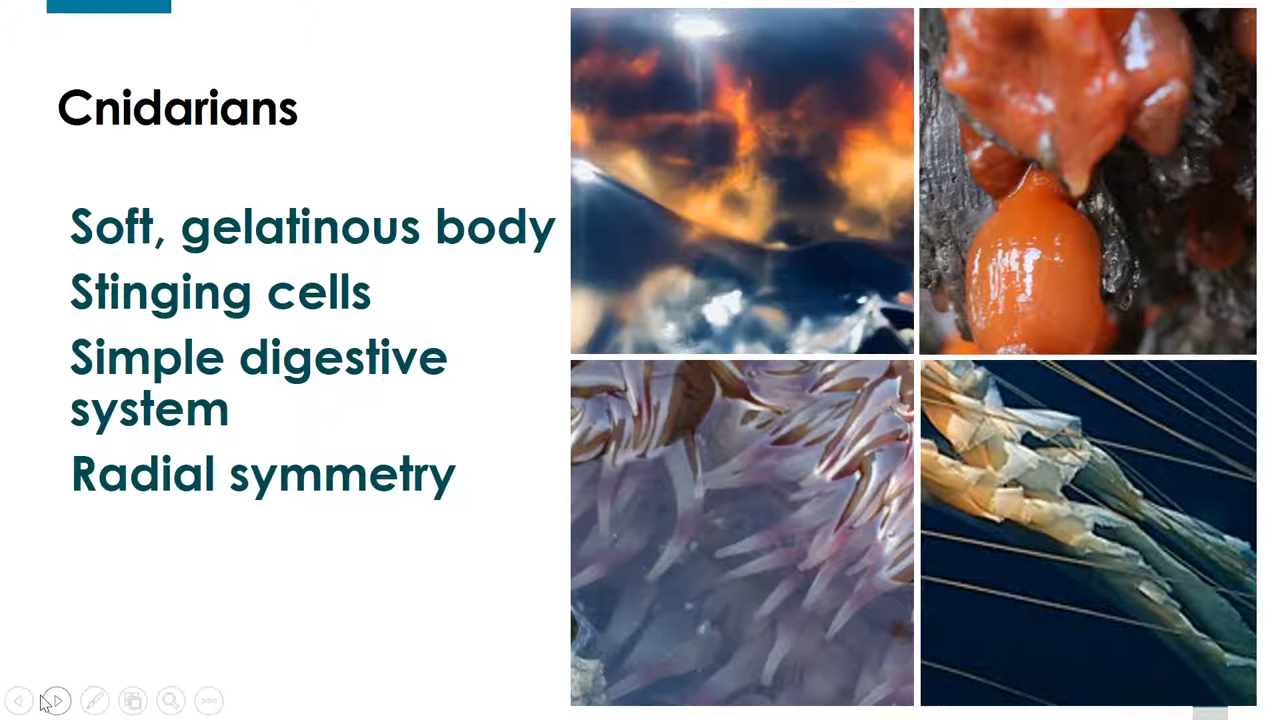 Cnidarians
Soft, gelatinous body
Stinging cells
Simple digestive
system
Radial symmetry